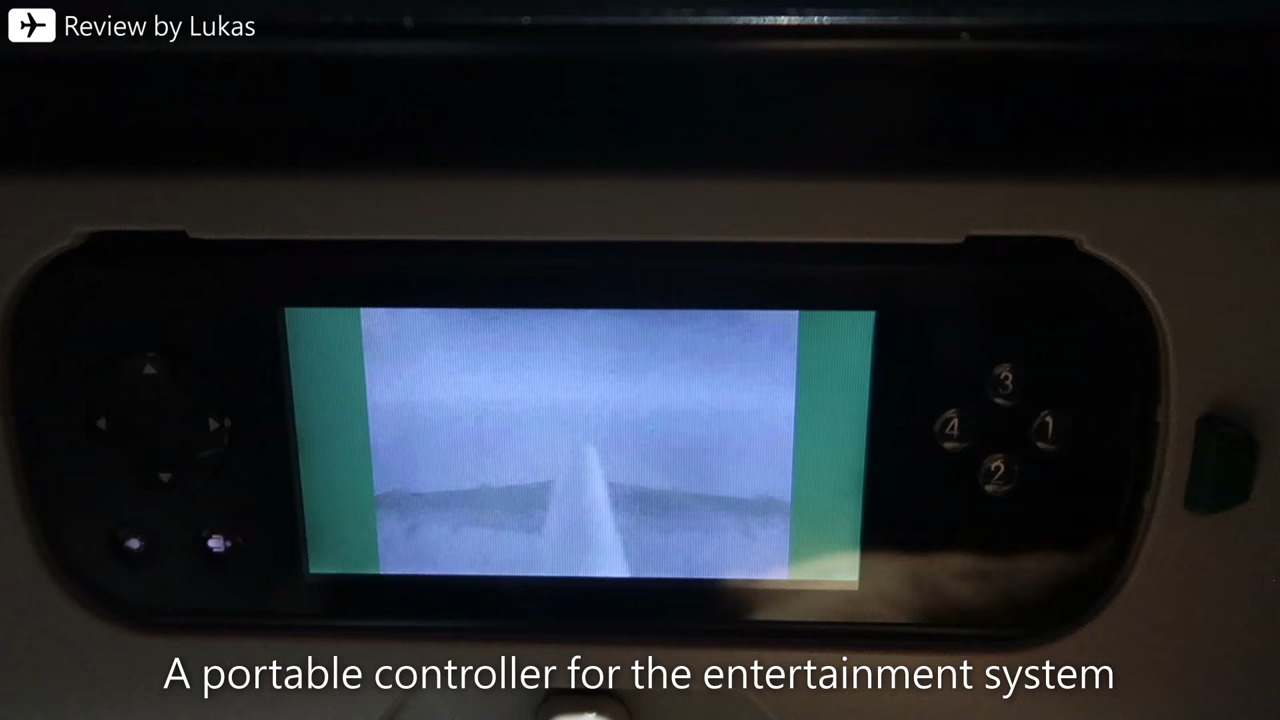 Review by Lukas
3
4 1
2
A portable controller for the entertainment system